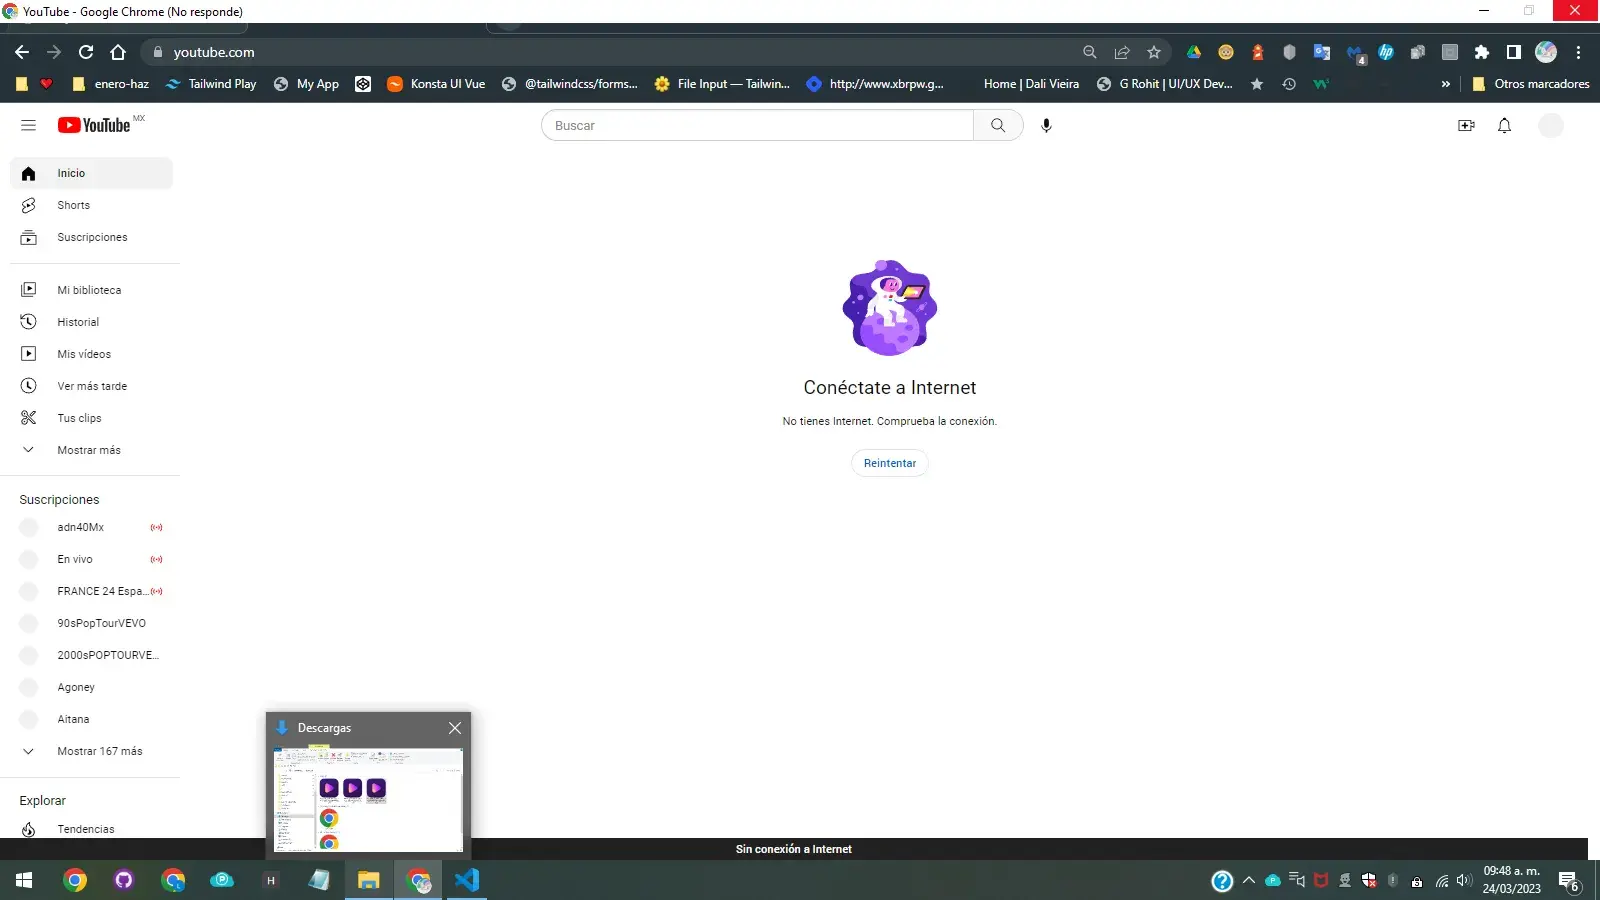 YouTube - Google Chrome (No responde)
youtube.com
4
enero-haz
Tailwind Play
My App
Konsta UI Vue
@tailwindcss/forms...
File Input — Tailwin...
http://www.xbrpw.g...
Home | Dali Vieira
G Rohit | UI/UX Dev...
»
Otros marcadores
YouTube MX
Buscar
Inicio
Shorts
Suscripciones
Mi biblioteca
Historial
Mis vídeos
Ver más tarde
Tus clips
Mostrar más
Conéctate a Internet
No tienes Internet. Comprueba la conexión.
Reintentar
Suscripciones
adn40Mx
En vivo
FRANCE 24 Espa...
90sPopTourVEVO
2000sPOPTOURVE...
Agoney
Aitana
Mostrar 167 más
Explorar
Tendencias
Descargas
Sin conexión a Internet
H
09:48 a. m.
24/03/2023
6